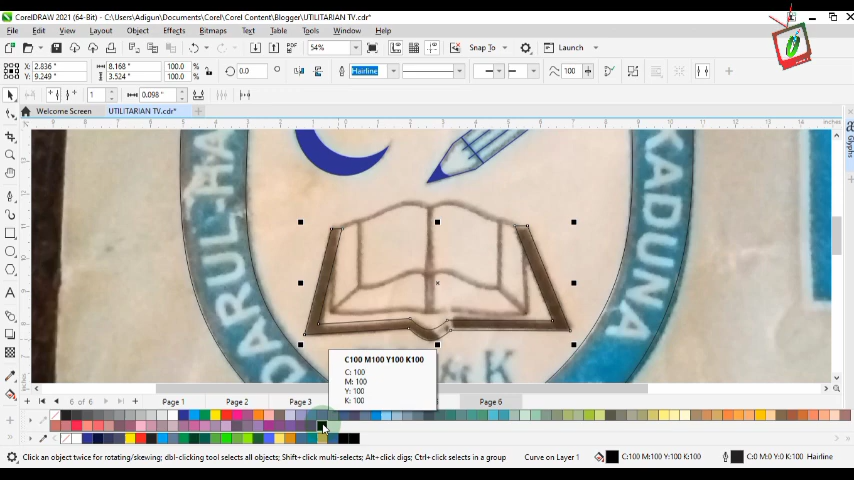 CorelDRAW 2021 (64-Bit) - C:\Users\Adigun\Documents\Corel\Corel Content\Blogger\UTILITARIAN TV.cdr*
File Edit View Layout Object Effects Bitmaps Text Table Tools Window Help
PDF 54% Snap To Launch
X: 2.836 " 8.168 " 100.0 % 0.0 Hairline 100
Y: 9.249 " 3.524 " 100.0 %
1 0.098 "
Welcome Screen UTILITARIAN TV.cdr*
inches
Glyphs
DARUL-HA
KADUNA
K
C100 M100 Y100 K100
C: 100
M: 100
Y: 100
K: 100
6 of 6 Page 1 Page 2 Page 3 Page 6
Click an object twice for rotating/skewing; dbl-clicking tool selects all objects; Shift+click multi-selects; Alt+click digs; Ctrl+click selects in a group Curve on Layer 1 C:100 M:100 Y:100 K:100 C:0 M:0 Y:0 K:100 Hairline